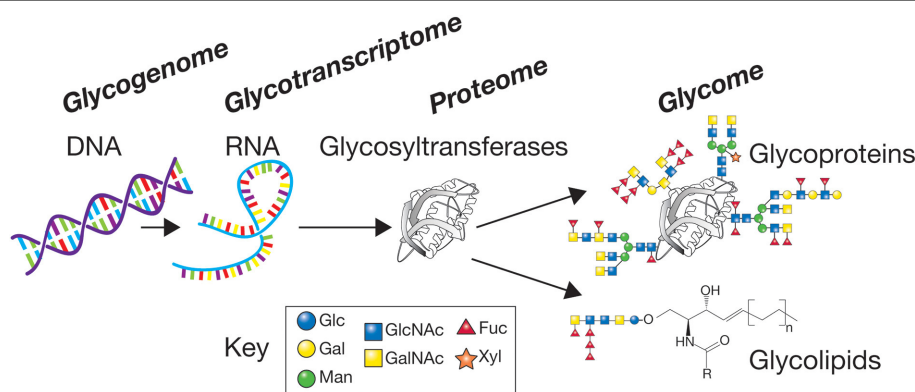 Glycogenome
Glycotranscriptome
Proteome
Glycome
DNA
RNA
Glycosyltransferases
Glycoproteins
OH
O
n
HN
O
R
Glycolipids
Key
Glc
Gal
Man
GlcNAc
GalNAc
Fuc
Xyl